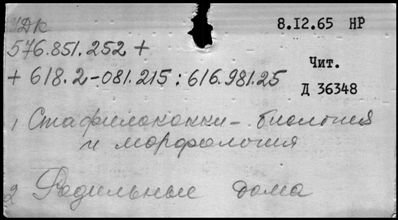 УДК
8.12.65 НР
576.851.252 +
+ 618.2-081.215 : 616.981.25
Чит.
Д 36348
1 Стафилококки - биология
и морфология
2 Родильные дома